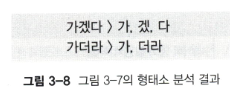 가겠다 > 가, 겠, 다
가더라 > 가, 더라
그림 3-8 그림 3-7의 형태소 분석 결과